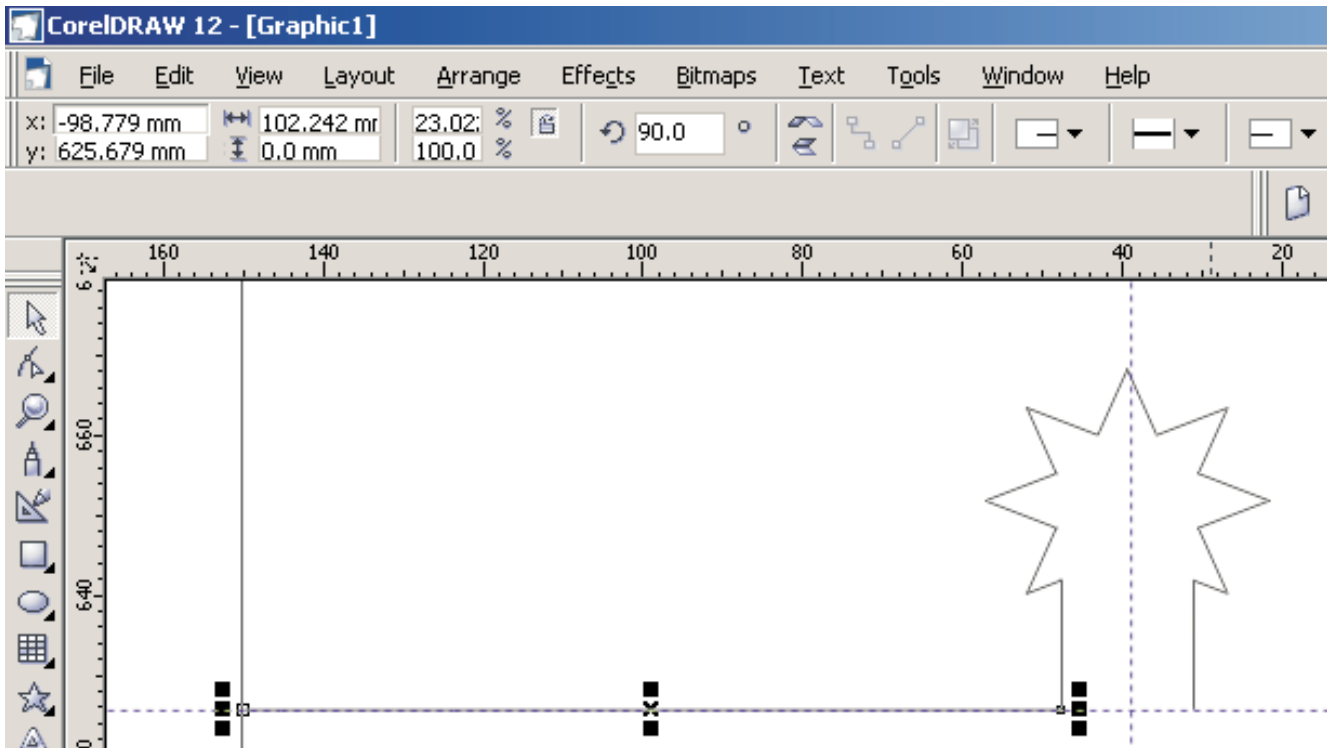 CorelDRAW 12 - [Graphic1]
File Edit View Layout Arrange Effects Bitmaps Text Tools Window Help
x: -98.779 mm 102.242 mr 23.02: % 90.0 °
y: 625.679 mm 0.0 mm 100.0 %
160 140 120 100 80 60 40 20
660
640